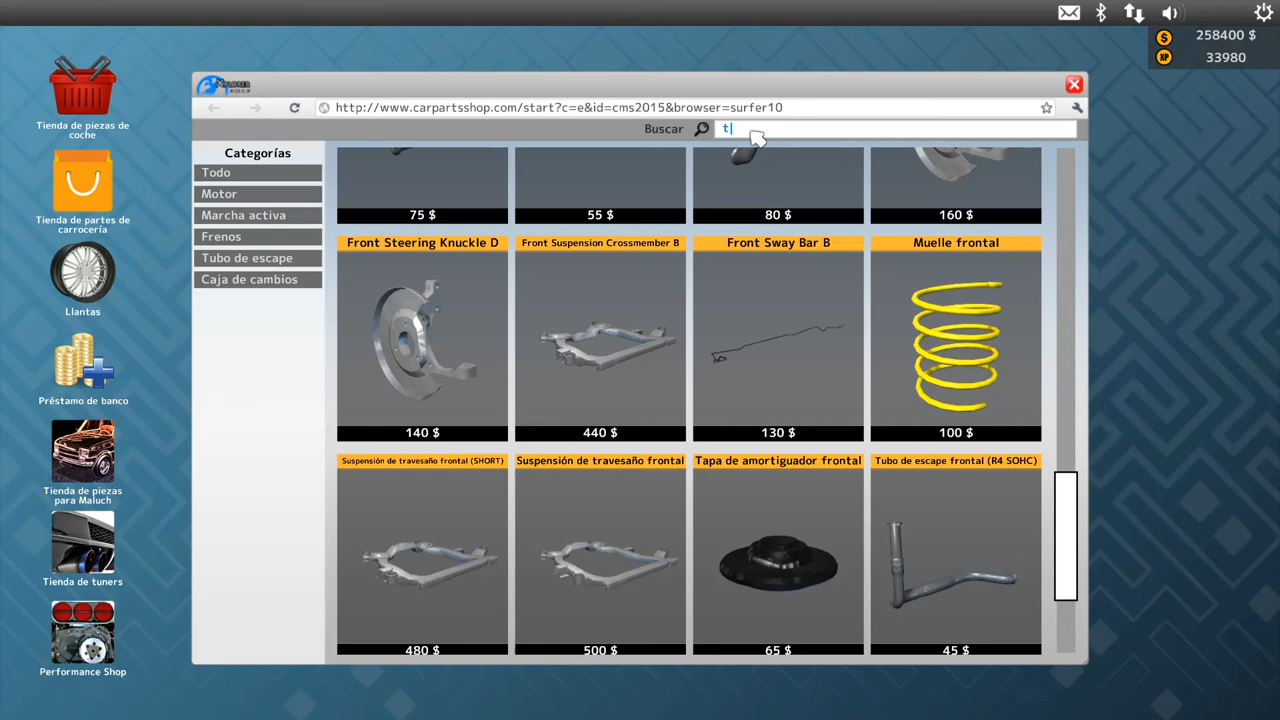 258400 $
33980
XPLORER
http://www.carpartsshop.com/start?c=e&id=cms2015&browser=surfer10
Buscar
t
Categorías
Todo
Motor
Marcha activa
Frenos
Tubo de escape
Caja de cambios
Tienda de piezas de
coche
Tienda de partes de
carrocería
Llantas
Préstamo de banco
Tienda de piezas
para Maluch
Tienda de tuners
Performance Shop
75 $
55 $
80 $
160 $
Front Steering Knuckle D
Front Suspension Crossmember B
Front Sway Bar B
Muelle frontal
140 $
440 $
130 $
100 $
Suspensión de travesaño frontal (SHORT)
Suspensión de travesaño frontal
Tapa de amortiguador frontal
Tubo de escape frontal (R4 SOHC)
480 $
500 $
65 $
45 $